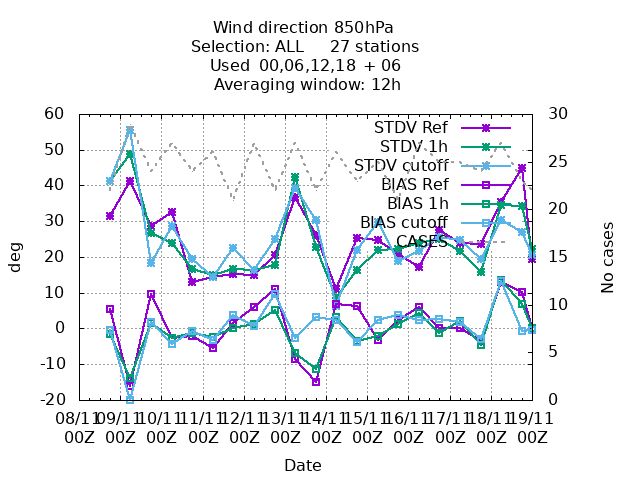 Wind direction 850hPa
Selection: ALL 27 stations
Used 00,06,12,18 + 06
Averaging window: 12h
60 30
STDV Ref
STDV 1h
50 25
STDV cutoff
40 BIAS Ref
20
BIAS 1h
30 BIAS cutoff
CASES
20 15
10 10
0
5
-10
-20 0
deg
No cases
08/11 09/11 10/11 11/11 12/11 13/11 14/11 15/11 16/11 17/11 18/11 19/11
00Z 00Z 00Z 00Z 00Z 00Z 00Z 00Z 00Z 00Z 00Z 00Z
Date